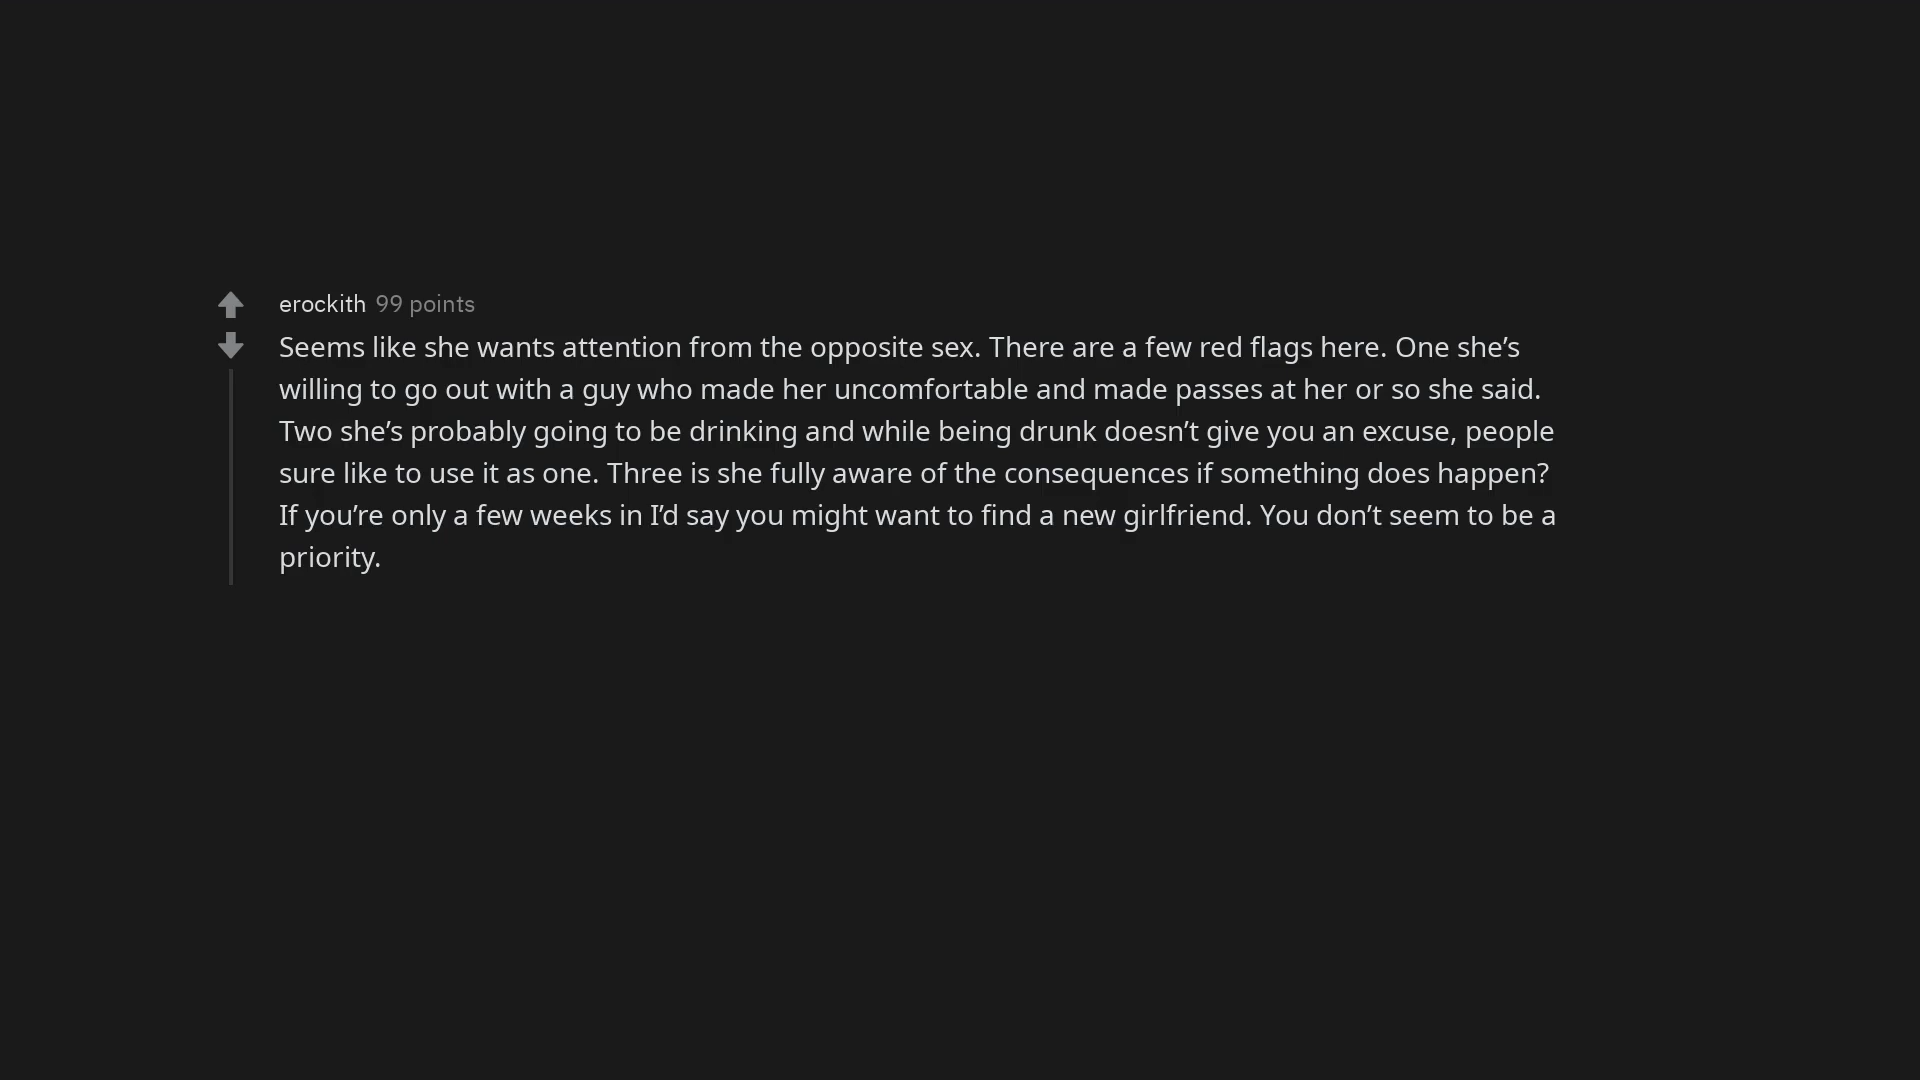 erockith 99 points
Seems like she wants attention from the opposite sex. There are a few red flags here. One she’s
willing to go out with a guy who made her uncomfortable and made passes at her or so she said.
Two she’s probably going to be drinking and while being drunk doesn’t give you an excuse, people
sure like to use it as one. Three is she fully aware of the consequences if something does happen?
If you’re only a few weeks in I’d say you might want to find a new girlfriend. You don’t seem to be a
priority.